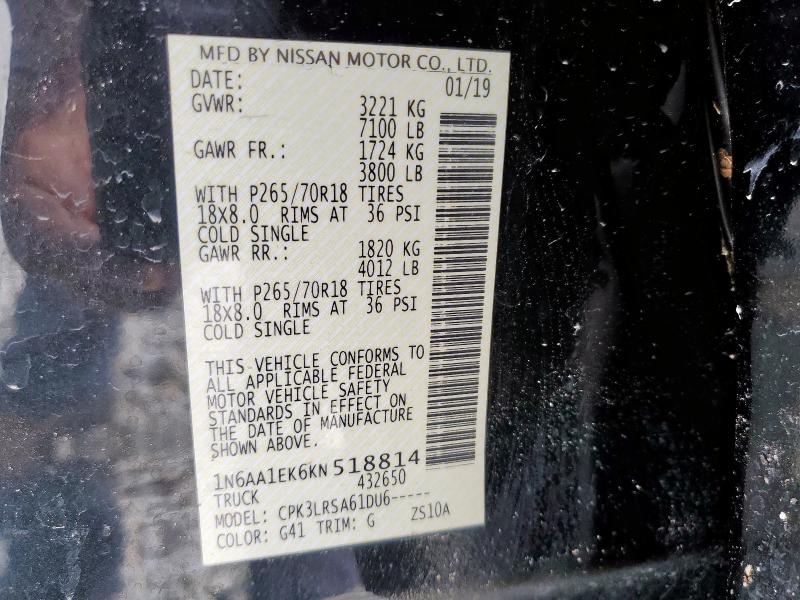 MFD BY NISSAN MOTOR CO., LTD.
DATE: 01/19
GVWR: 3221 KG
7100 LB
GAWR FR.: 1724 KG
3800 LB
WITH P265/70R18 TIRES
18X8.0 RIMS AT 36 PSI
COLD SINGLE
GAWR RR.: 1820 KG
4012 LB
WITH P265/70R18 TIRES
18X8.0 RIMS AT 36 PSI
COLD SINGLE
THIS VEHICLE CONFORMS TO
ALL APPLICABLE FEDERAL
MOTOR VEHICLE SAFETY
STANDARDS IN EFFECT ON
THE DATE OF MANUFACTURE
SHOWN ABOVE.
1N6AA1EK6KN518814
TRUCK 432650
MODEL: CPK3LRSA61DU6-----
COLOR: G41 TRIM: G ZS10A